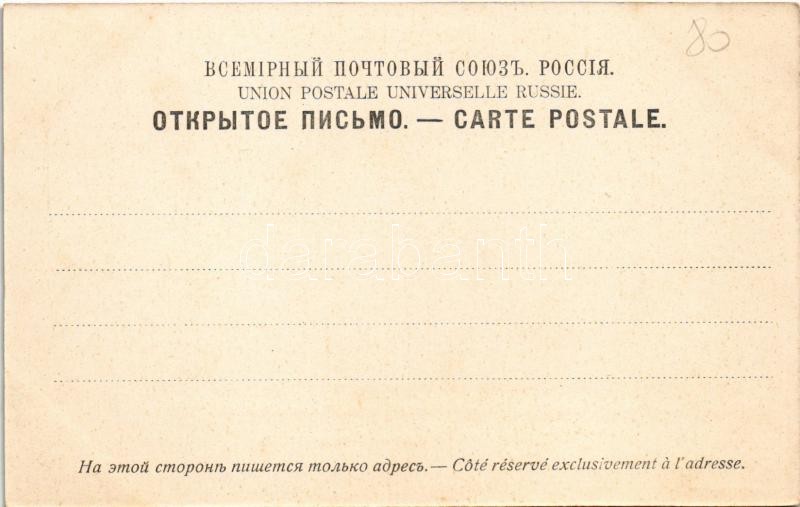 80
ВСЕМІРНЫЙ ПОЧТОВЫЙ СОЮЗЪ. РОССІЯ.
UNION POSTALE UNIVERSELLE RUSSIE.
ОТКРЫТОЕ ПИСЬМО. — CARTE POSTALE.
darabanth
На этой сторонѣ пишется только адресъ. — Côté réservé exclusivement à l'adresse.